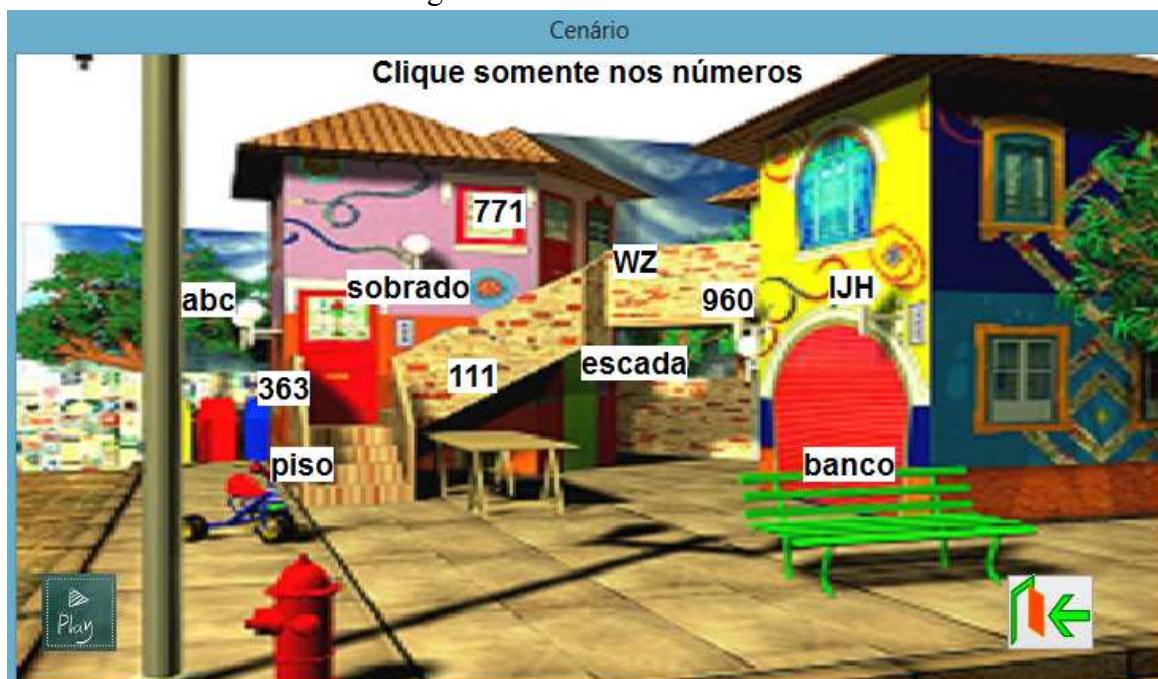 Cenário
Clique somente nos números
771
WZ
abc
sobrado
960
IJH
363
111
escada
piso
banco
Play